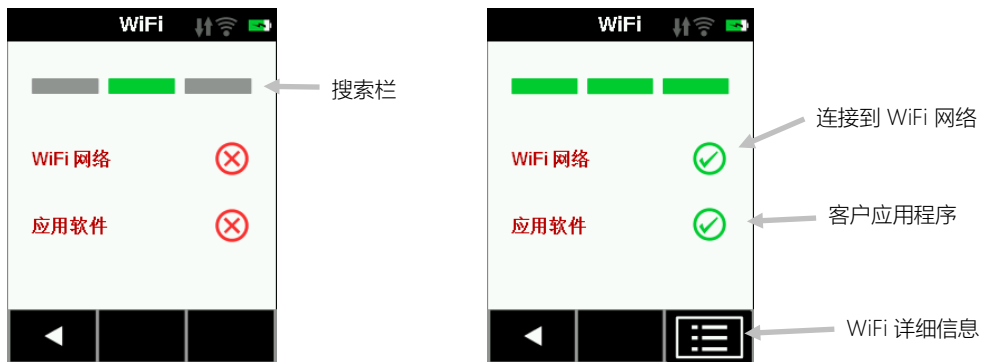 WiFi
WiFi 网络
应用软件
搜索栏
WiFi
WiFi 网络
应用软件
连接到 WiFi 网络
客户应用程序
WiFi 详细信息